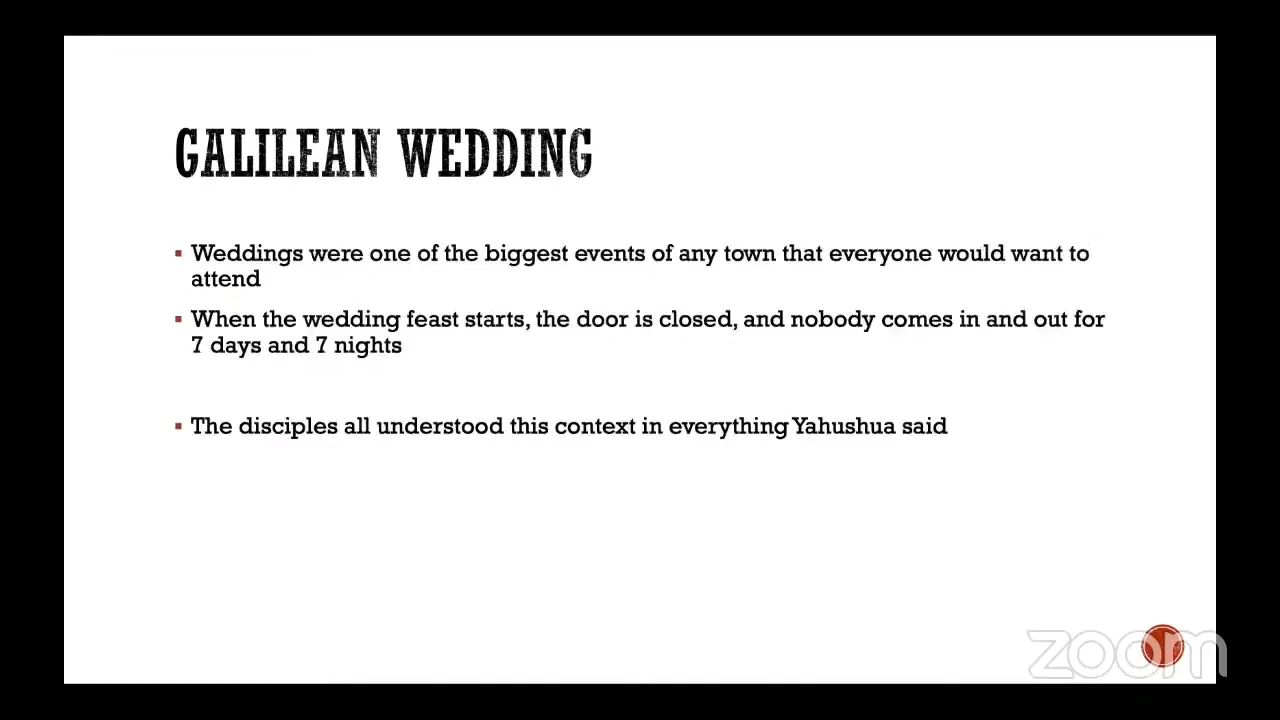 GALILEAN WEDDING
Weddings were one of the biggest events of any town that everyone would want to
attend
When the wedding feast starts, the door is closed, and nobody comes in and out for
7 days and 7 nights
The disciples all understood this context in everything Yahushua said
zoom